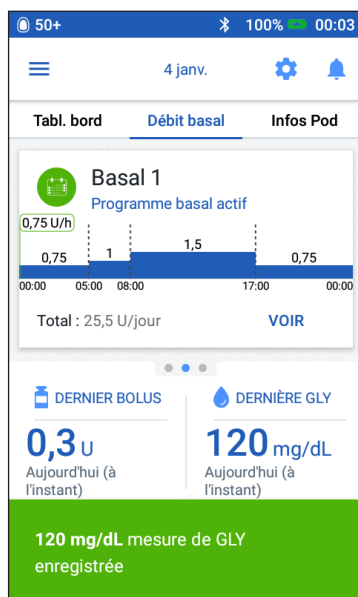 50+ 100% 00:03
4 janv.
Tabl. bord Débit basal Infos Pod
Basal 1
Programme basal actif
0,75 U/h
0,75 1 1,5 0,75
00:00 05:00 08:00 17:00 00:00
Total : 25,5 U/jour VOIR
DERNIER BOLUS
0,3 U
Aujourd'hui (à
l'instant)
DERNIÈRE GLY
120 mg/dL
Aujourd'hui (à
l'instant)
120 mg/dL mesure de GLY
enregistrée